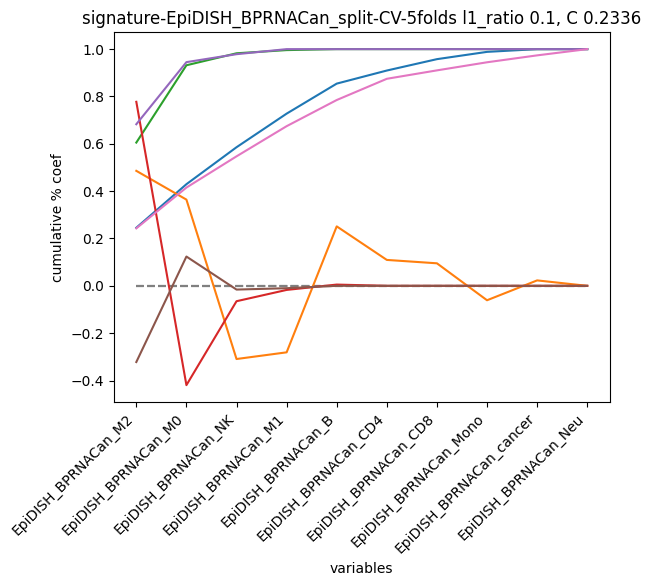 signature-EpiDISH_BPRNACan_split-CV-5folds l1_ratio 0.1, C 0.2336
cumulative % coef
1.0
0.8
0.6
0.4
0.2
0.0
−0.2
−0.4
EpiDISH_BPRNACan_M2
EpiDISH_BPRNACan_M0
EpiDISH_BPRNACan_NK
EpiDISH_BPRNACan_M1
EpiDISH_BPRNACan_B
EpiDISH_BPRNACan_CD4
EpiDISH_BPRNACan_CD8
EpiDISH_BPRNACan_Mono
EpiDISH_BPRNACan_cancer
EpiDISH_BPRNACan_Neu
variables